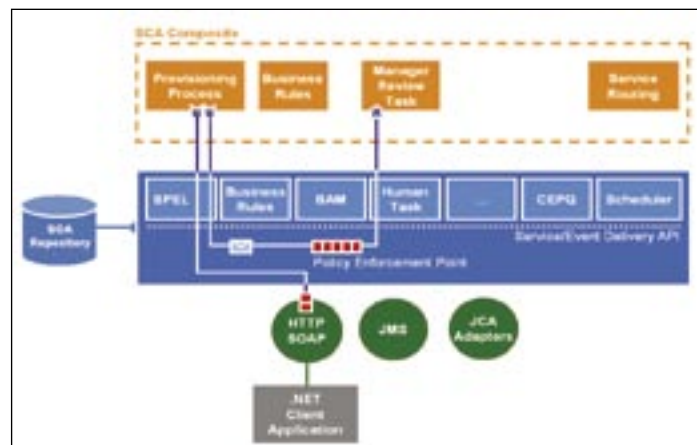 SCA Composite
Provisioning
Process
Business
Rules
Manager
Review
Task
Service
Routing
BPEL
Business
Rules
BAM
Human
Task
...
Scheduler
SCA
Repository
Service/Event Delivery API
Policy Enforcement Point
HTTP
SOAP
JMS
JCA
Adapters
.NET
Client
Application